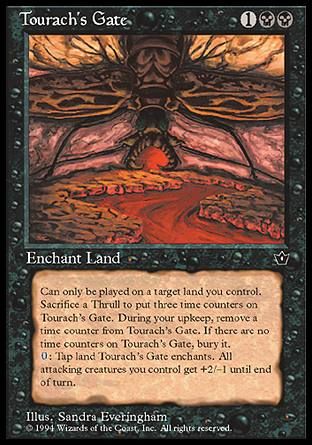 Tourach's Gate 1
Enchant Land
Can only be played on a target land you control.
Sacrifice a Thrull to put three time counters on
Tourach's Gate. During your upkeep, remove a
time counter from Tourach's Gate. If there are no
time counters on Tourach's Gate, bury it.
0: Tap land Tourach's Gate enchants. All
attacking creatures you control get +2/–1 until end
of turn.
Illus. Sandra Everingham
© 1994 Wizards of the Coast, Inc. All rights reserved.